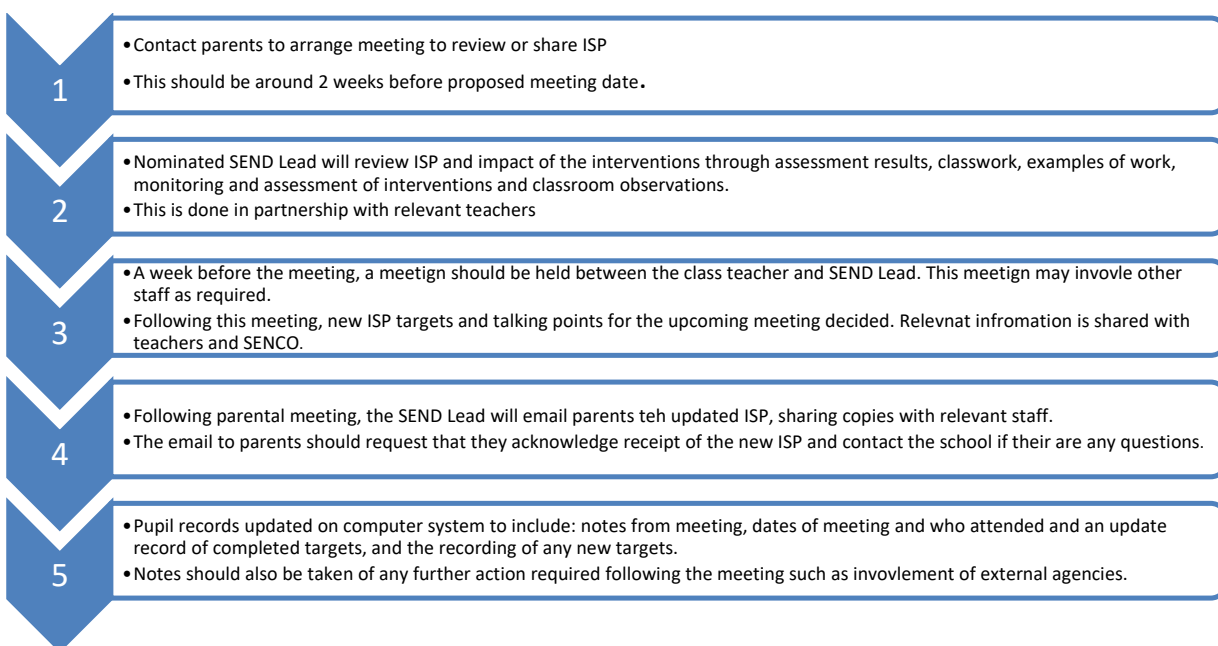 1
•Contact parents to arrange meeting to review or share ISP
•This should be around 2 weeks before proposed meeting date.
2
•Nominated SEND Lead will review ISP and impact of the interventions through assessment results, classwork, examples of work,
monitoring and assessment of interventions and classroom observations.
•This is done in partnership with relevant teachers
3
•A week before the meeting, a meetign should be held between the class teacher and SEND Lead. This meetign may invovle other
staff as required.
•Following this meeting, new ISP targets and talking points for the upcoming meeting decided. Relevnat infromation is shared with
teachers and SENCO.
4
•Following parental meeting, the SEND Lead will email parents teh updated ISP, sharing copies with relevant staff.
•The email to parents should request that they acknowledge receipt of the new ISP and contact the school if their are any questions.
5
•Pupil records updated on computer system to include: notes from meeting, dates of meeting and who attended and an update
record of completed targets, and the recording of any new targets.
•Notes should also be taken of any further action required following the meeting such as invovlement of external agencies.